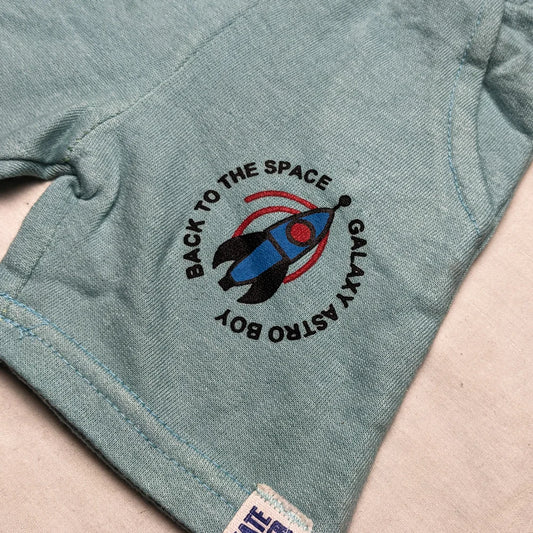 BACK TO THE SPACE
GALAXY ASTRO BOY